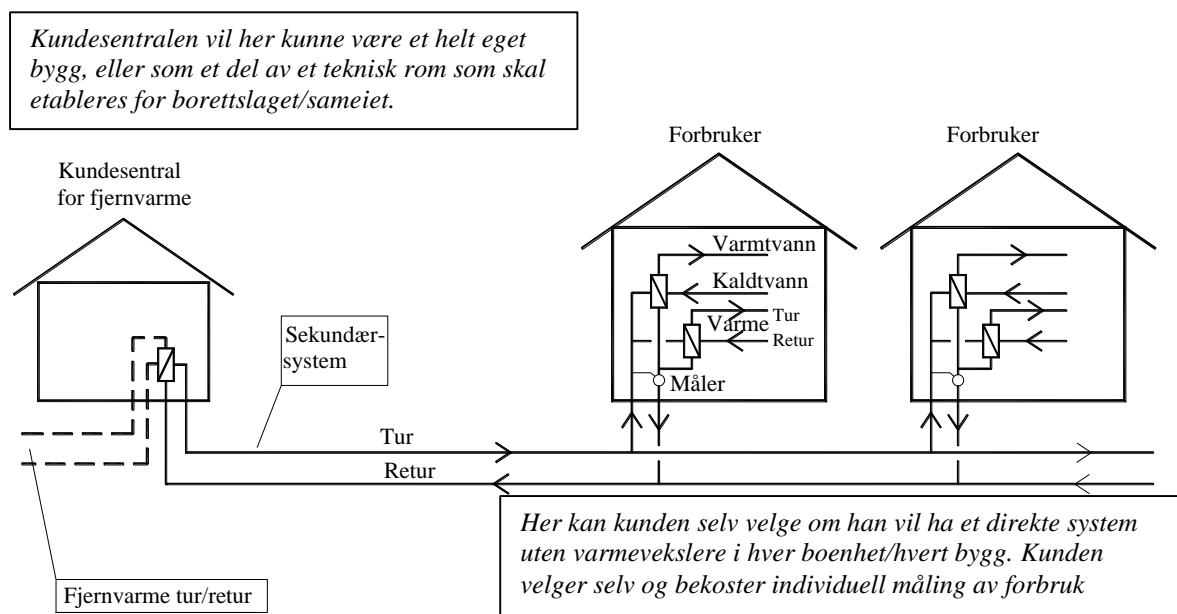 Kundesentralen vil her kunne være et helt eget
bygg, eller som et del av et teknisk rom som skal
etableres for borettslaget/sameiet.
Forbruker
Forbruker
Kundesentral
for fjernvarme
Varmtvann
Kaldtvann
Tur
Varme
Retur
Sekundær-
system
Måler
Tur
Retur
Her kan kunden selv velge om han vil ha et direkte system
uten varmevekslere i hver boenhet/hvert bygg. Kunden
velger selv og bekoster individuell måling av forbruk
Fjernvarme tur/retur